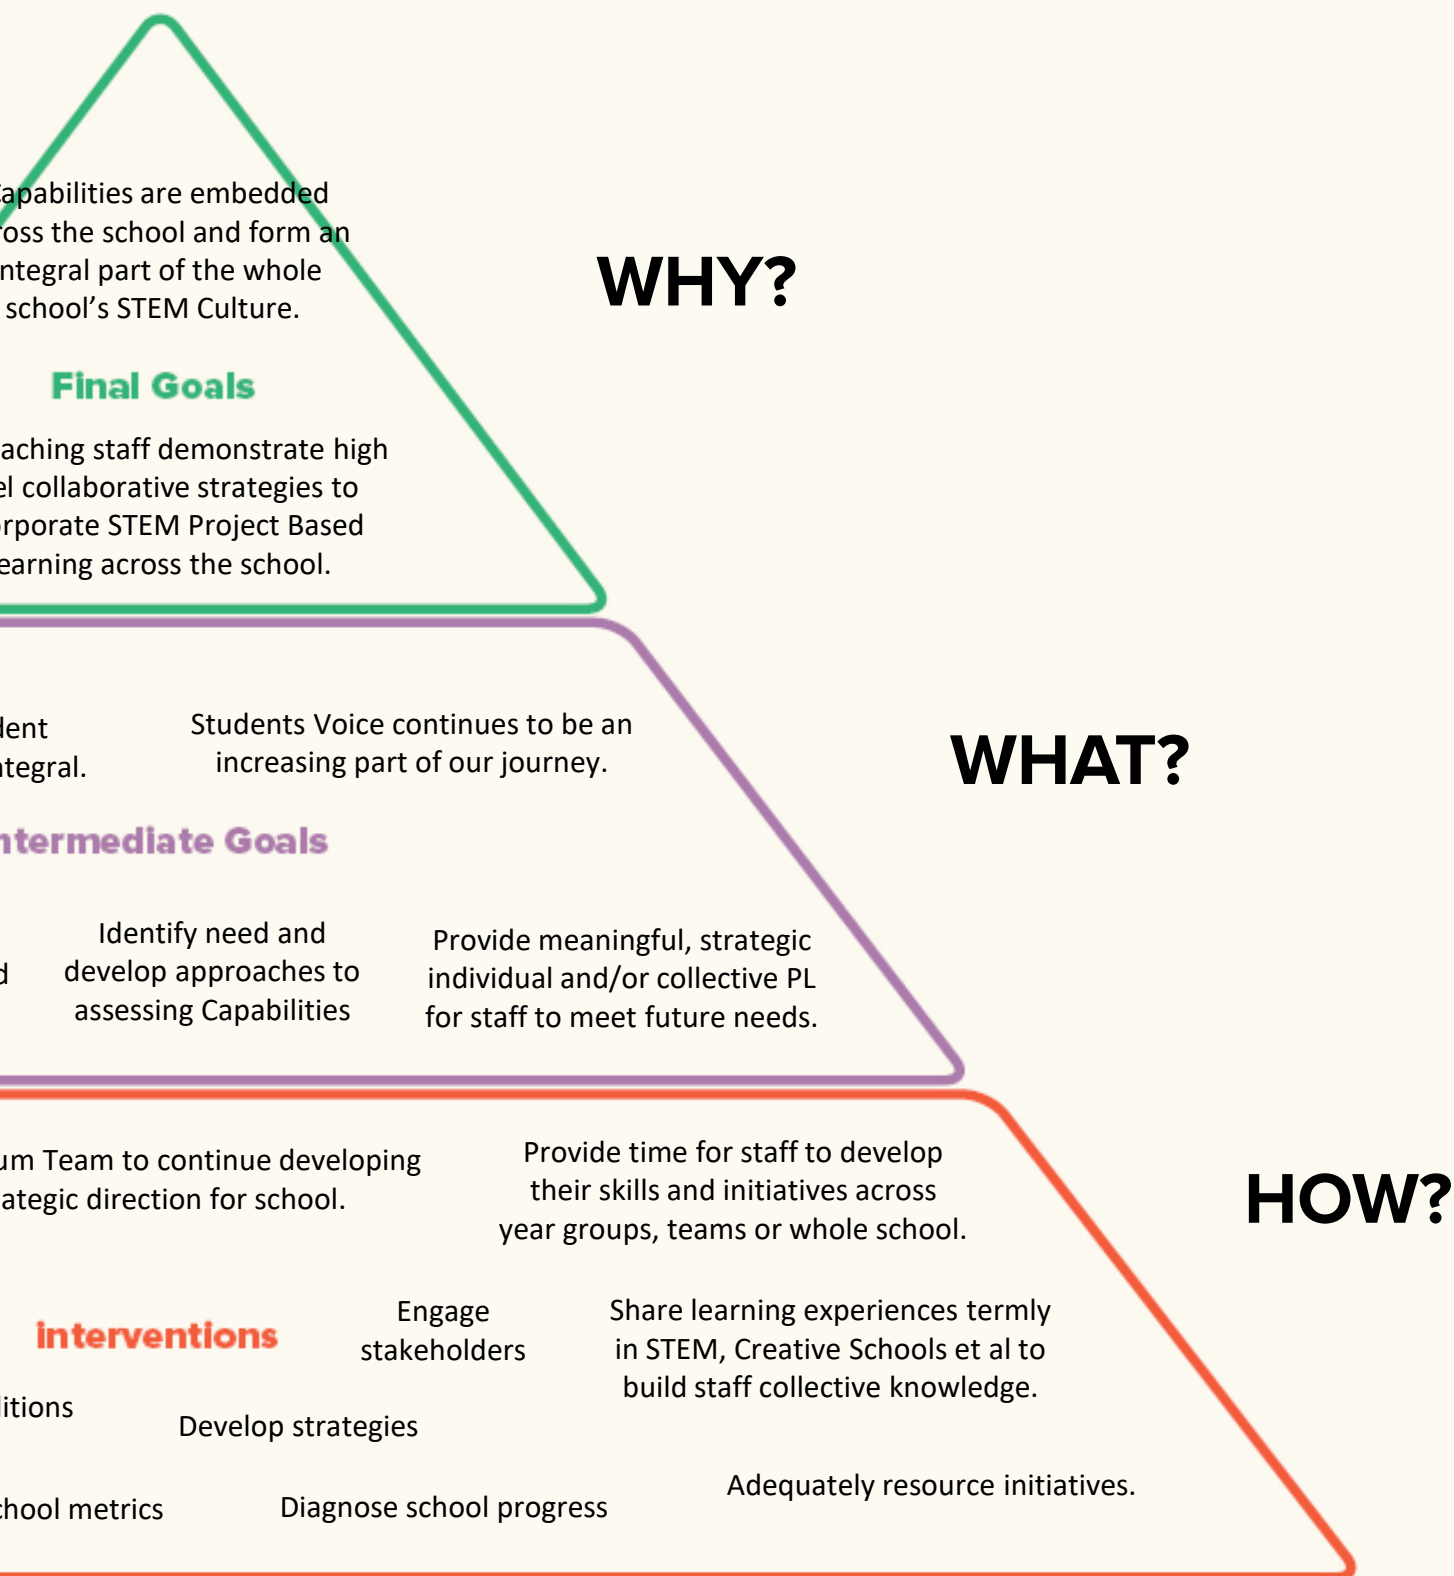 apabilities are embedded
ross the school and form an
ntegral part of the whole
school's STEM Culture.
WHY?
Final Goals
aching staff demonstrate high
el collaborative strategies to
rporate STEM Project Based
earning across the school.
dent
ntegral.
Students Voice continues to be an
increasing part of our journey.
WHAT?
ntermediate Goals
d
Identify need and
develop approaches to
assessing Capabilities
Provide meaningful, strategic
individual and/or collective PL
for staff to meet future needs.
um Team to continue developing
ategic direction for school.
Provide time for staff to develop
their skills and initiatives across
year groups, teams or whole school.
HOW?
interventions
Engage
stakeholders
Share learning experiences termly
in STEM, Creative Schools et al to
build staff collective knowledge.
litions
Develop strategies
Adequately resource initiatives.
chool metrics
Diagnose school progress